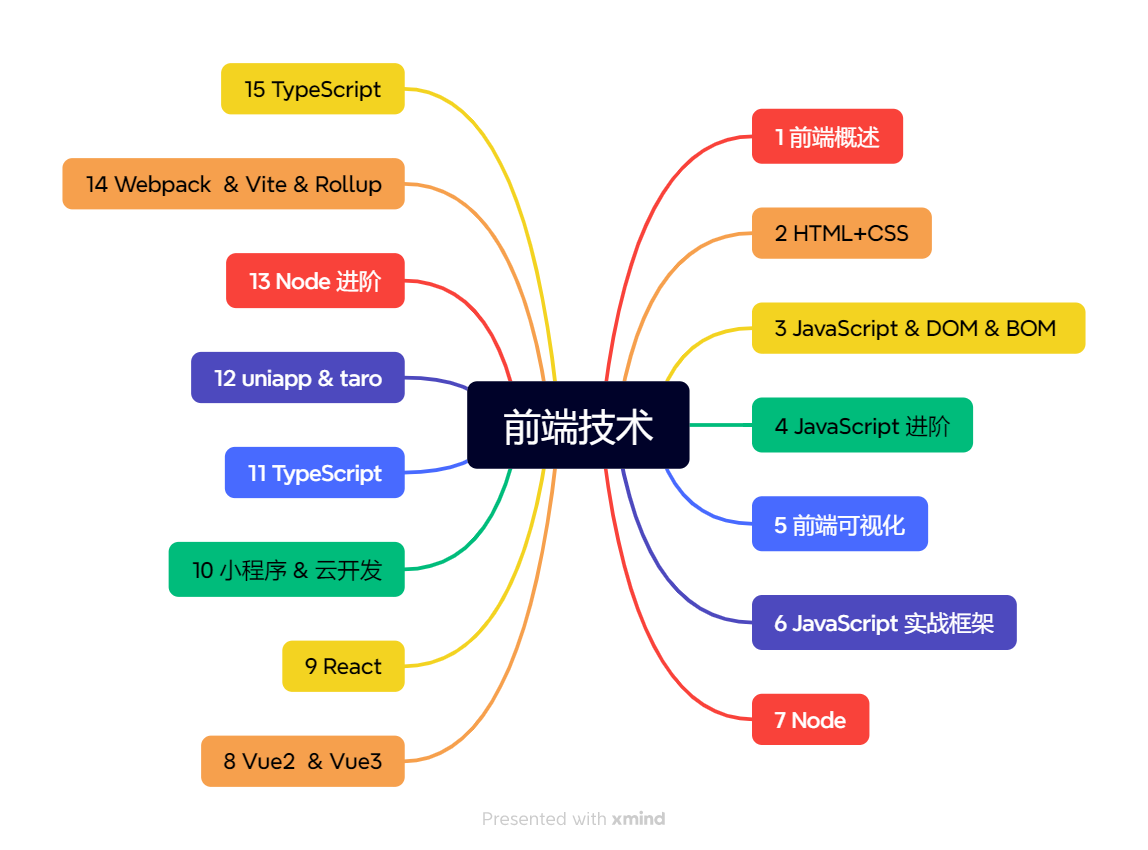 前端技术
1 前端概述
2 HTML+CSS
3 JavaScript & DOM & BOM
4 JavaScript 进阶
5 前端可视化
6 JavaScript 实战框架
7 Node
8 Vue2  & Vue3
9 React
10 小程序 & 云开发
11 TypeScript
12 uniapp & taro
13 Node 进阶
14 Webpack  & Vite & Rollup
15 TypeScript
Presented with xmind